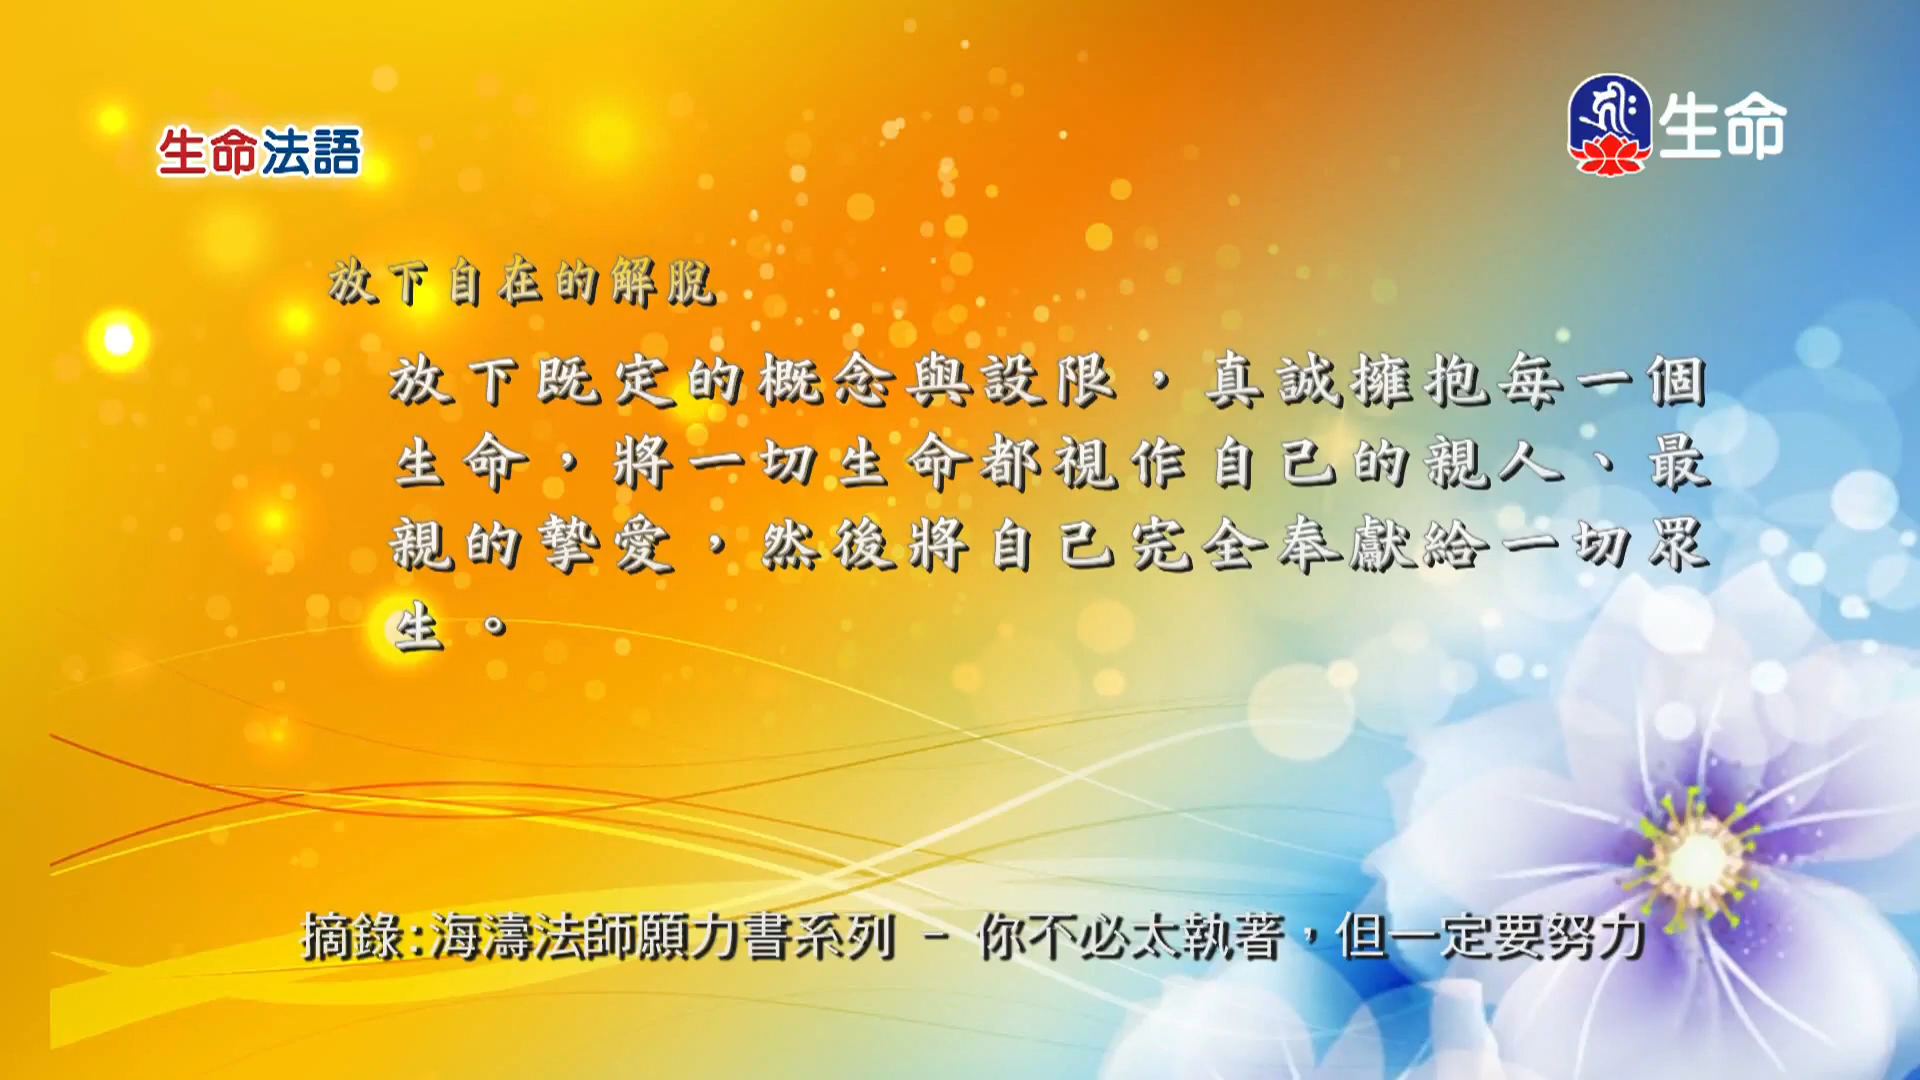 生命法語
生命
放下自在的解脫
放下既定的概念與設限，真誠擁抱每一個
生命，將一切生命都視作自己的親人、最
親的摯愛，然後將自己完全奉獻給一切眾
生。
摘錄:海濤法師願力書系列 - 你不必太執著，但一定要努力